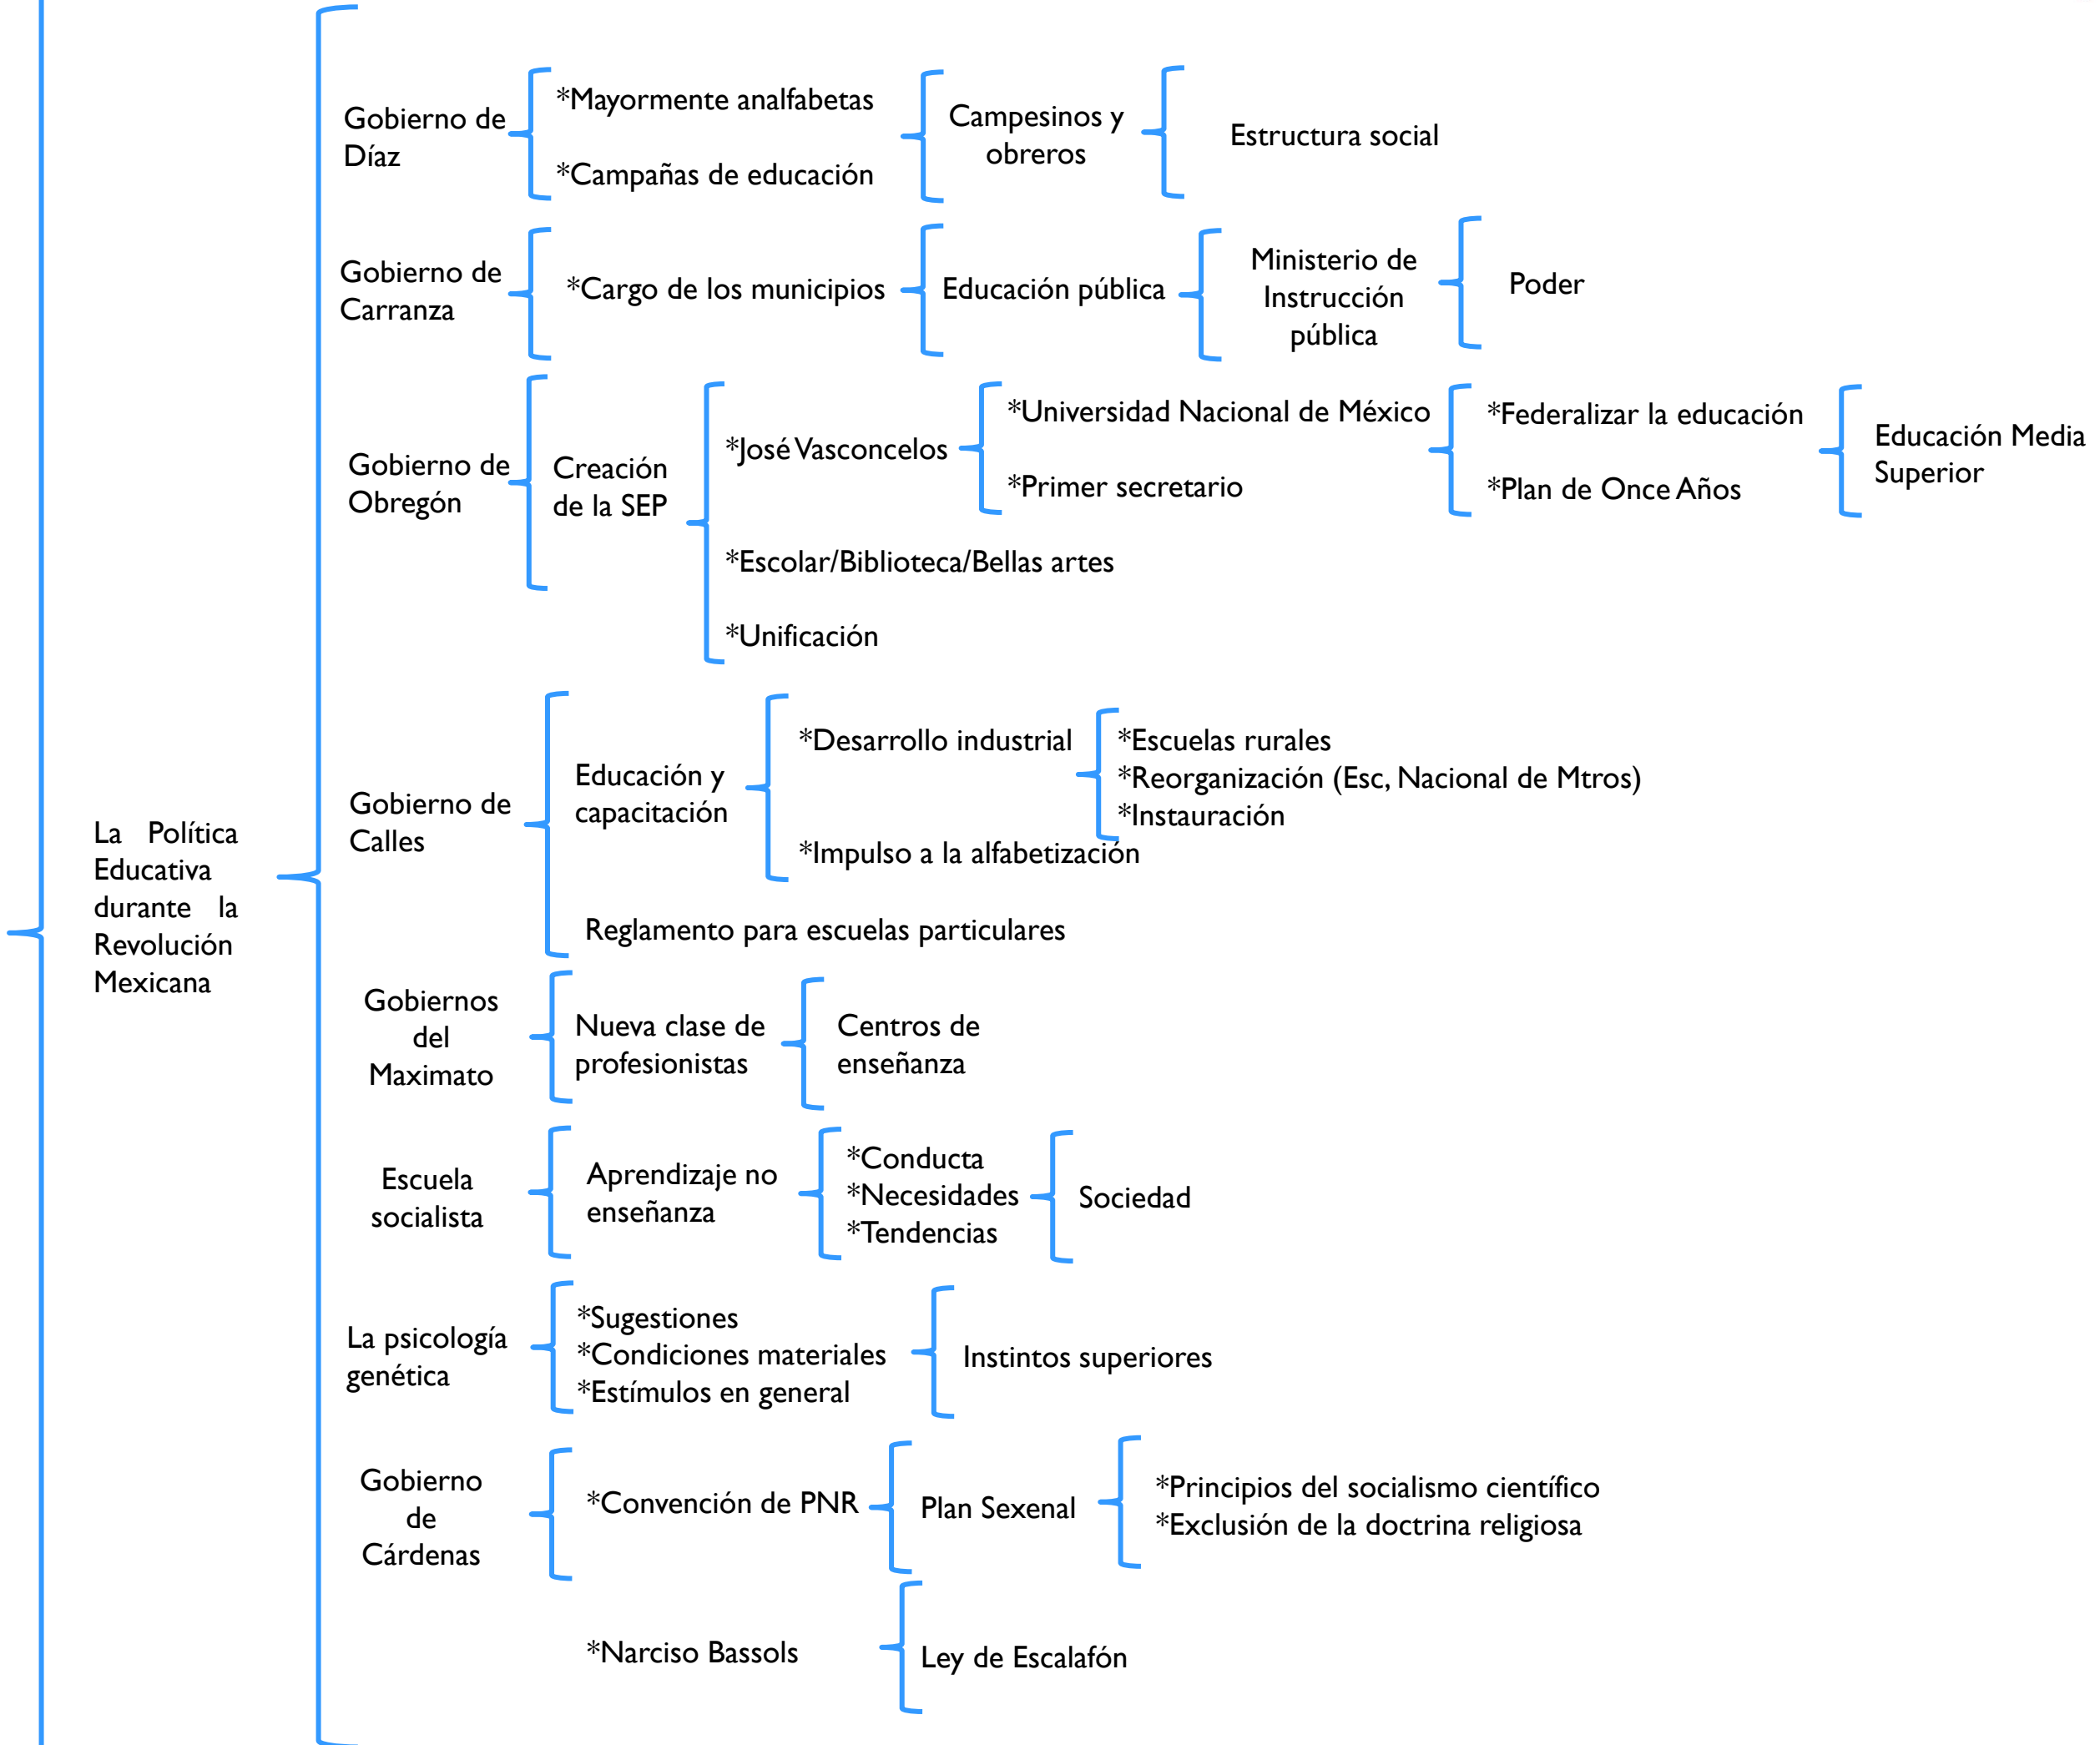 La Política
Educativa
durante la
Revolución
Mexicana
Gobierno de
Díaz
*Mayormente analfabetas
*Campañas de educación
Campesinos y
obreros
Estructura social
Gobierno de
Carranza
*Cargo de los municipios
Educación pública
Ministerio de
Instrucción
pública
Poder
Gobierno de
Obregón
Creación
de la SEP
*José Vasconcelos
*Universidad Nacional de México
*Primer secretario
*Federalizar la educación
*Plan de Once Años
Educación Media
Superior
*Escolar/Biblioteca/Bellas artes
*Unificación
Gobierno de
Calles
Educación y
capacitación
*Desarrollo industrial
*Escuelas rurales
*Reorganización (Esc, Nacional de Mtros)
*Instauración
*Impulso a la alfabetización
Reglamento para escuelas particulares
Gobiernos
del
Maximato
Nueva clase de
profesionistas
Centros de
enseñanza
Escuela
socialista
Aprendizaje no
enseñanza
*Conducta
*Necesidades
*Tendencias
Sociedad
La psicología
genética
*Sugestiones
*Condiciones materiales
*Estímulos en general
Instintos superiores
Gobierno
de
Cárdenas
*Convención de PNR
Plan Sexenal
*Principios del socialismo científico
*Exclusión de la doctrina religiosa
*Narciso Bassols
Ley de Escalafón